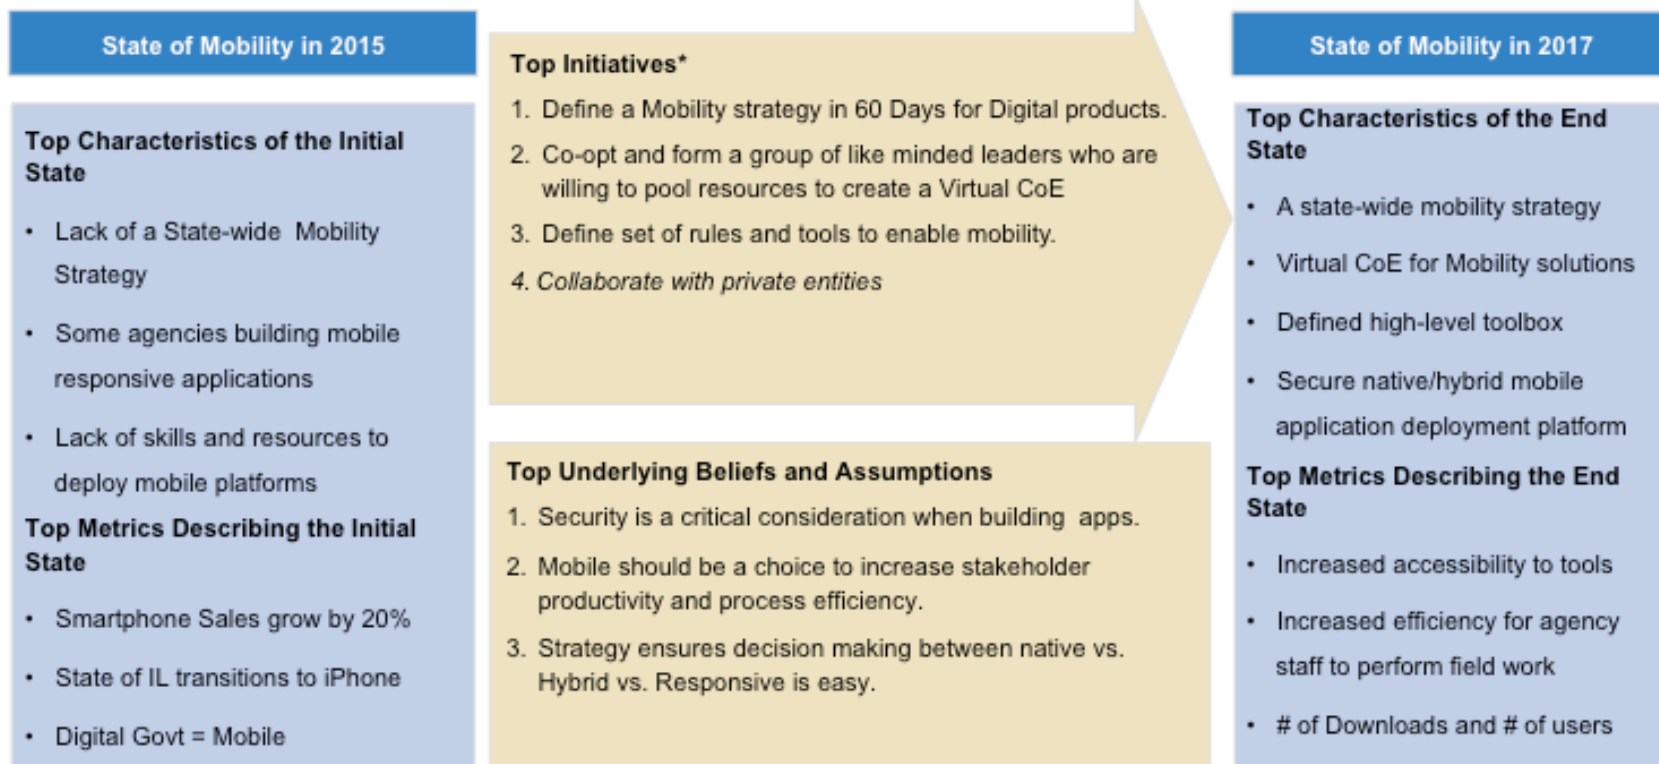 State of Mobility in 2015
Top Characteristics of the Initial
State
• Lack of a State-wide Mobility
Strategy
• Some agencies building mobile
responsive applications
• Lack of skills and resources to
deploy mobile platforms
Top Metrics Describing the Initial
State
• Smartphone Sales grow by 20%
• State of IL transitions to iPhone
• Digital Govt = Mobile
Top Initiatives*
1. Define a Mobility strategy in 60 Days for Digital products.
2. Co-opt and form a group of like minded leaders who are
willing to pool resources to create a Virtual CoE
3. Define set of rules and tools to enable mobility.
4. Collaborate with private entities
Top Underlying Beliefs and Assumptions
1. Security is a critical consideration when building apps.
2. Mobile should be a choice to increase stakeholder
productivity and process efficiency.
3. Strategy ensures decision making between native vs.
Hybrid vs. Responsive is easy.
State of Mobility in 2017
Top Characteristics of the End
State
• A state-wide mobility strategy
• Virtual CoE for Mobility solutions
• Defined high-level toolbox
• Secure native/hybrid mobile
application deployment platform
Top Metrics Describing the End
State
• Increased accessibility to tools
• Increased efficiency for agency
staff to perform field work
• # of Downloads and # of users